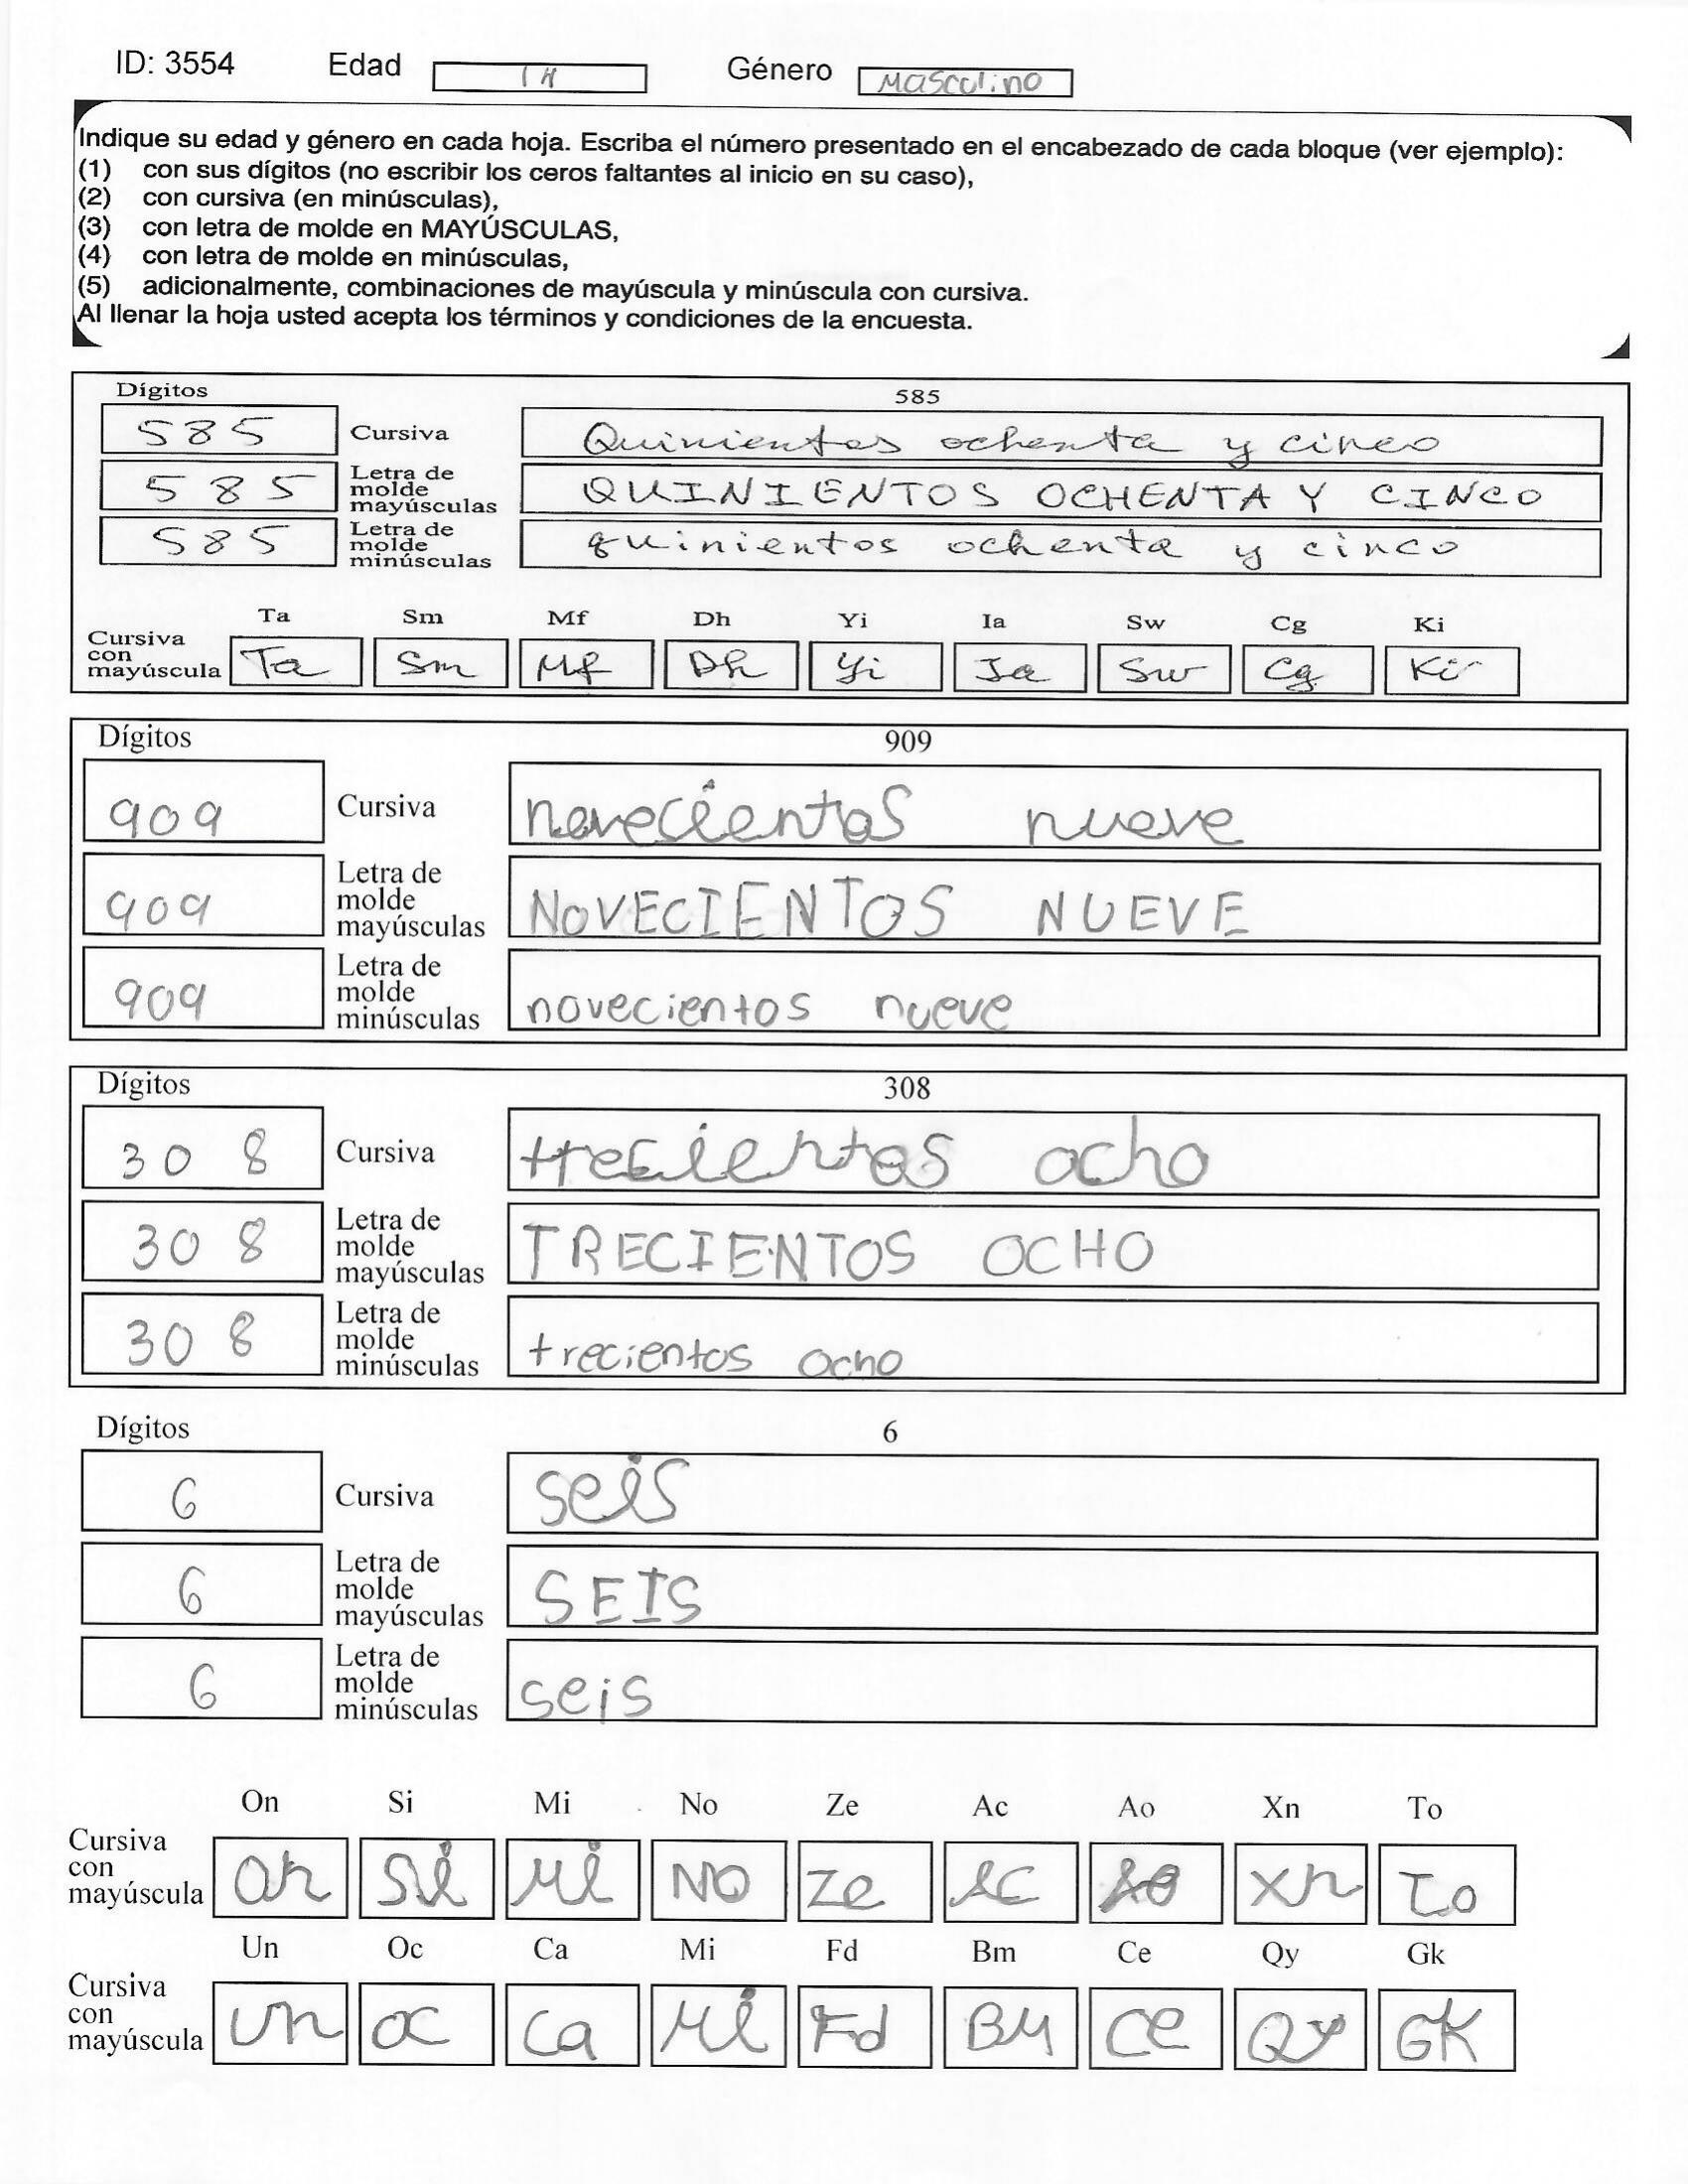 ID: 3554 Edad 14 Género Masculino
Indique su edad y género en cada hoja. Escriba el número presentado en el encabezado de cada bloque (ver ejemplo):
(1) con sus dígitos (no escribir los ceros faltantes al inicio en su caso),
(2) con cursiva (en minúsculas),
(3) con letra de molde en MAYÚSCULAS,
(4) con letra de molde en minúsculas,
(5) adicionalmente, combinaciones de mayúscula y minúscula con cursiva.
Al llenar la hoja usted acepta los términos y condiciones de la encuesta.
Dígitos 585
585 Cursiva Quinientos ochenta y cinco
585 Letra de molde mayúsculas QUINIENTOS OCHENTA Y CINCO
585 Letra de molde minúsculas quinientos ochenta y cinco
Ta Sm Mf Dh Yi Ia Sw Cg Ki
Cursiva con mayúscula Ta Sm Mf Dh Yi Ia Sw Cg Ki
Dígitos 909
909 Cursiva novecientos nueve
909 Letra de molde mayúsculas NOVECIENTOS NUEVE
909 Letra de molde minúsculas novecientos nueve
Dígitos 308
308 Cursiva trecientos ocho
308 Letra de molde mayúsculas TRECIENTOS OCHO
308 Letra de molde minúsculas trecientos ocho
Dígitos 6
6 Cursiva seis
6 Letra de molde mayúsculas SEIS
6 Letra de molde minúsculas seis
On Si Mi No Ze Ac Ao Xn To
Cursiva con mayúscula On Si Mi NO Ze Ac Ao Xn To
Un Oc Ca Mi Fd Bm Ce Qy Gk
Cursiva con mayúscula Un Oc Ca Mi Fd BM Ce Qy GK